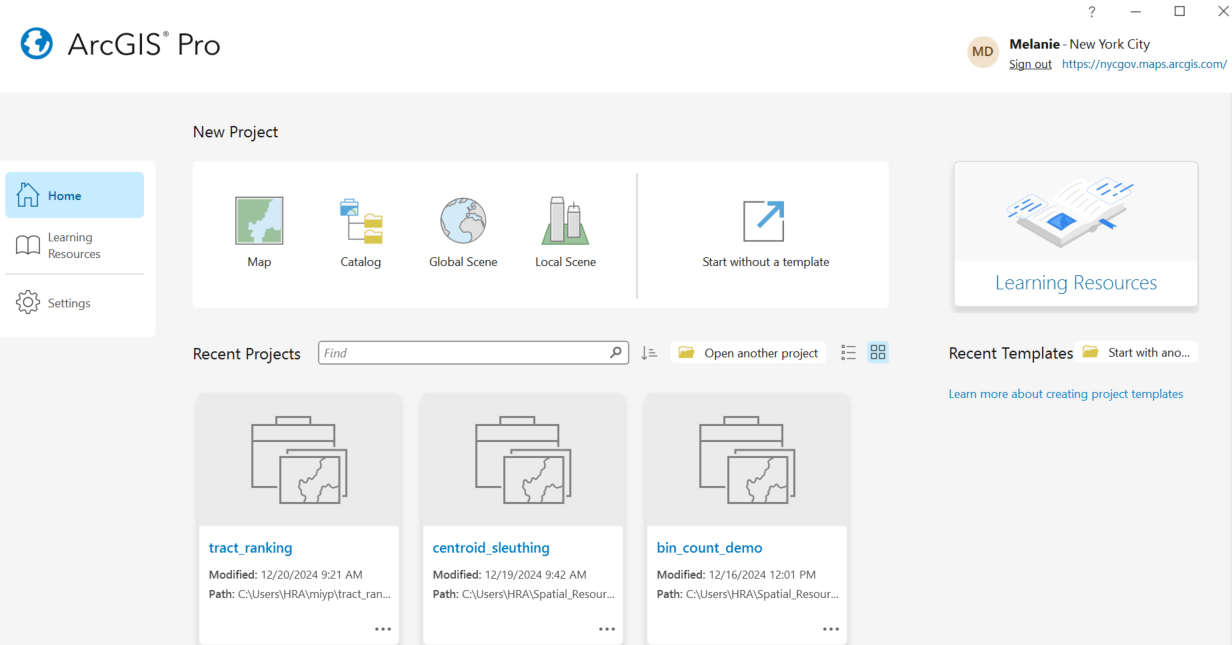 ?
ArcGIS® Pro
MD
Melanie - New York City
Sign out https://nycgov.maps.arcgis.com/
New Project
Home
Learning
Resources
Settings
Map
Catalog
Global Scene
Local Scene
Start without a template
Learning Resources
Recent Projects
Find
Open another project
Recent Templates
Start with ano...
Learn more about creating project templates
tract_ranking
Modified: 12/20/2024 9:21 AM
Path: C:\Users\HRA\miyp\tract_ran...
centroid_sleuthing
Modified: 12/19/2024 9:42 AM
Path: C:\Users\HRA\Spatial_Resour...
bin_count_demo
Modified: 12/16/2024 12:01 PM
Path: C:\Users\HRA\Spatial_Resour...